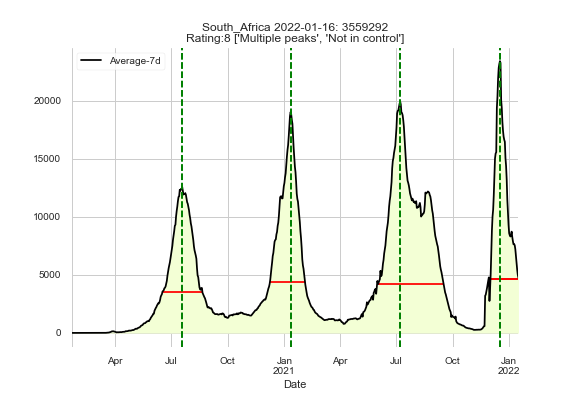 South_Africa 2022-01-16: 3559292
Rating:8 ['Multiple peaks', 'Not in control']
Average-7d
20000
15000
10000
5000
0
Apr
Jul
Oct
Jan
2021
Apr
Jul
Oct
Jan
2022
Date